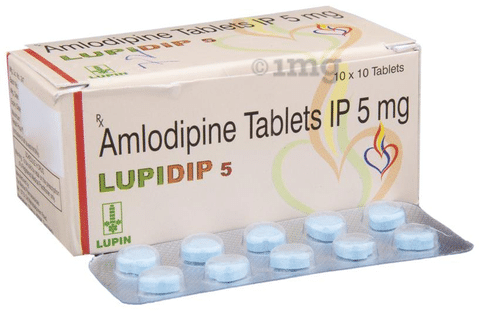 Amlodipine Tablets IP 5 mg
LUPIDIP 5
©1mg
10 x 10 Tablets
Rx
Amlodipine Tablets IP 5 mg
LUPIDIP 5
LUPIN